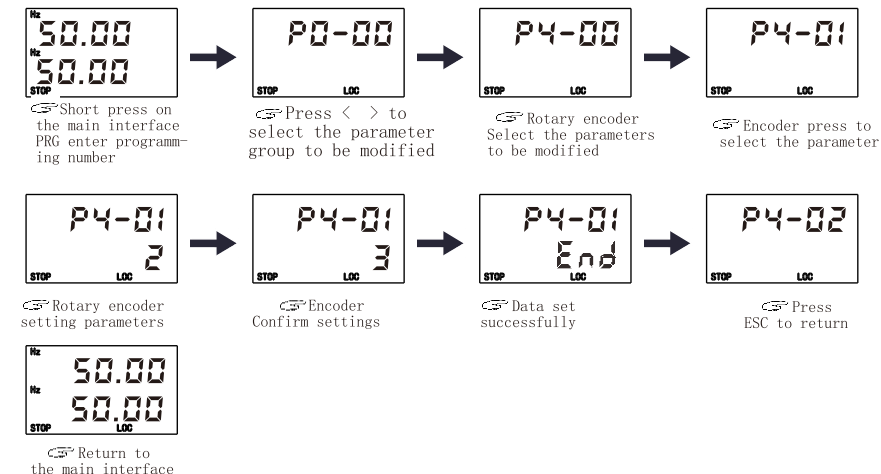 Hz
50.00
Hz
50.00
STOP
Short press on
the main interface
PRG enter programm-
ing number
P0-00
STOP LOC
Press < > to
select the parameter
group to be modified
P4-00
STOP LOC
Rotary encoder
Select the parameters
to be modified
P4-01
STOP LOC
Encoder press to
select the parameter
P4-01
2
STOP LOC
Rotary encoder
setting parameters
P4-01
3
STOP LOC
Encoder
Confirm settings
P4-01
End
STOP LOC
Data set
successfully
P4-02
STOP LOC
Press
ESC to return
Hz
50.00
Hz
50.00
STOP LOC
Return to
the main interface